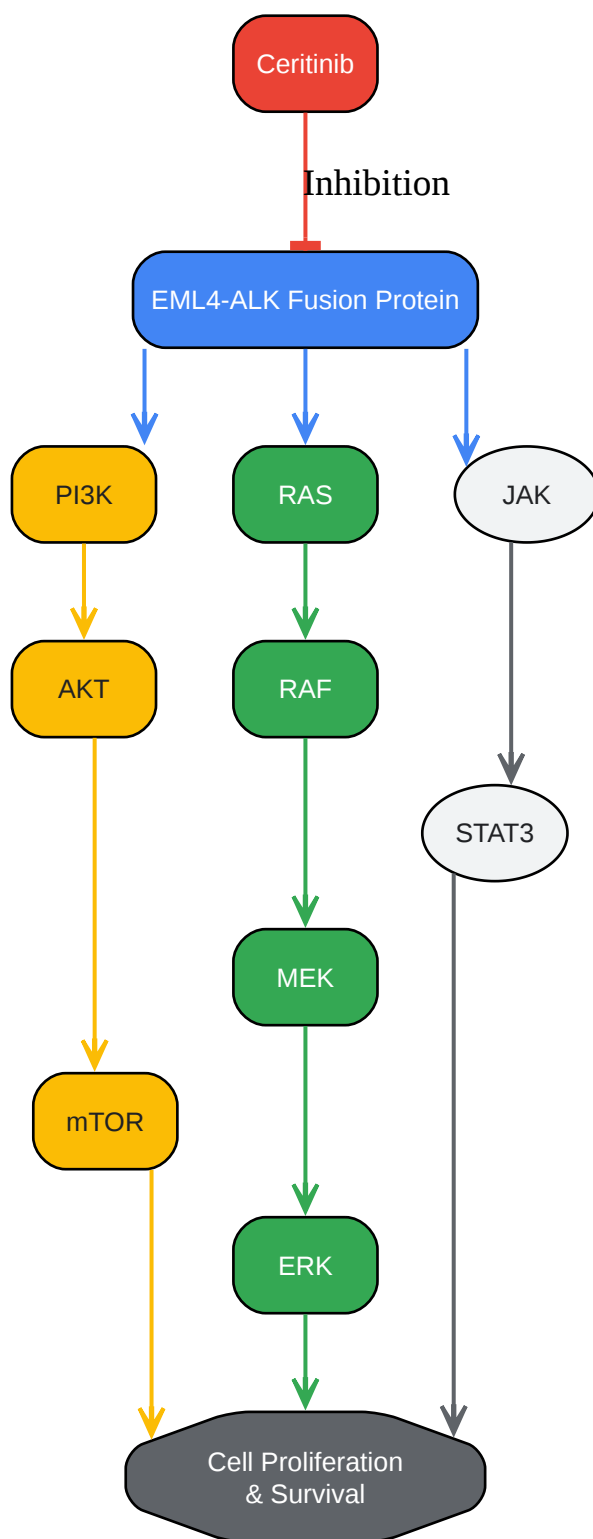 Ceritinib
Inhibition
EML4-ALK Fusion Protein
PI3K
RAS
JAK
AKT
RAF
STAT3
MEK
mTOR
ERK
Cell Proliferation
& Survival